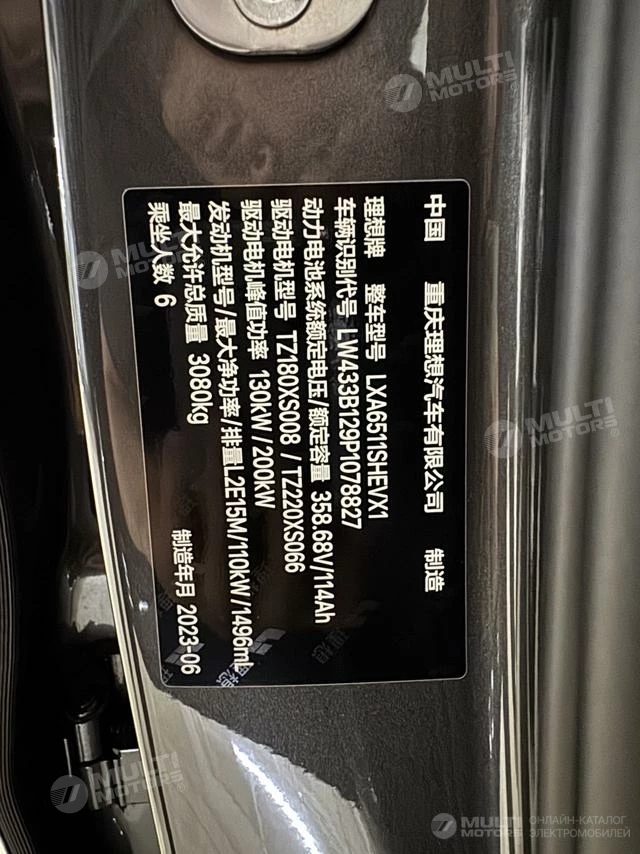 中国 重庆理想汽车有限公司 制造
理想牌 整车型号 LXA6511SHEVX1
车辆识别代号 LW433B129P1078827
动力电池系统额定电压/额定容量 358.68V/114Ah
驱动电机型号 TZ180XS008 / TZ220XS066
驱动电机峰值功率 130kW/200kW
发动机型号/最大净功率/排量L2E15M/110kW/1496mL
最大允许总质量 3080kg
乘坐人数 6 制造年月 2023-06
理想
理想
MULTI
MOTORS
MULTI
MOTORS
MULTI
MOTORS
MULTI
MOTORS
MULTI
MOTORS
MULTI
MOTORS
ОНЛАЙН-КАТАЛОГ
ЭЛЕКТРОМОБИЛЕЙ